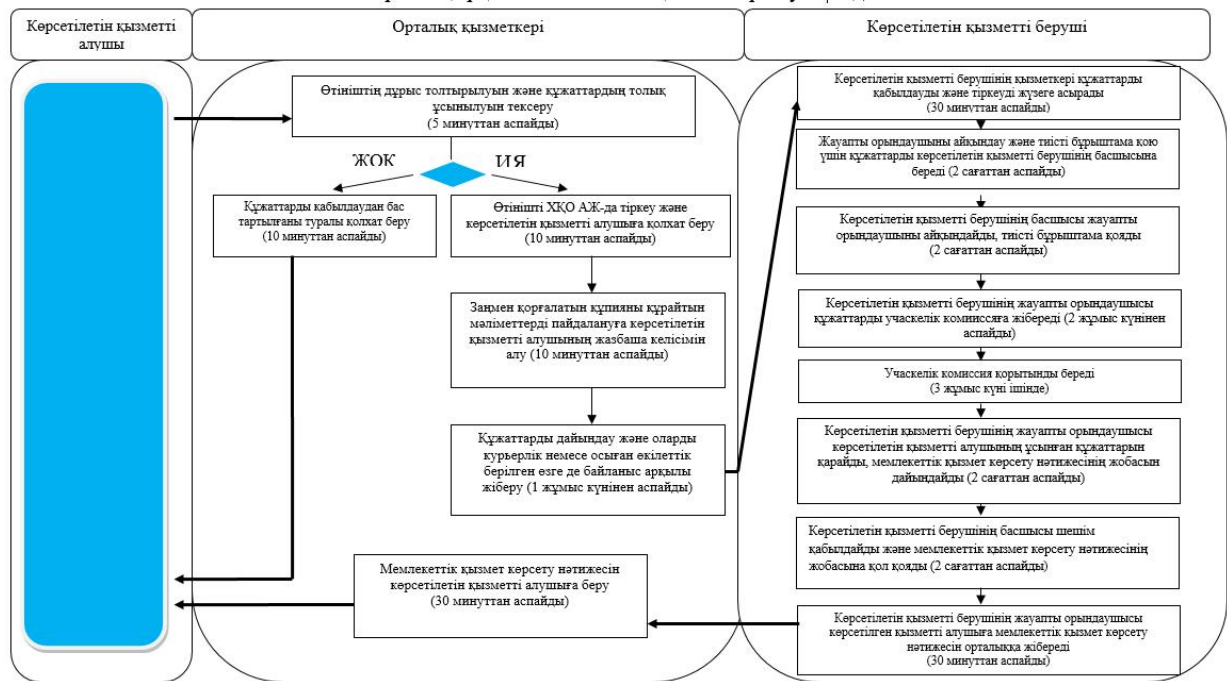 Көрсетілетін қызметті
алушы
Орталық қызметкері
Көрсетілетін қызметті беруші
Өтініштің дұрыс толтырылуын және құжаттардың толық
ұсынылуын тексеру
(5 минуттан аспайды)
ЖОК
ИЯ
Құжаттарды қабылдаудан бас
тартылғаны туралы қолхат беру
(10 минуттан аспайды)
Өтінішті ХҚО АЖ-да тіркеу және
көрсетілетін қызметті алушыға қолхат беру
(10 минуттан аспайды)
Заңмен қорғалатын құпияны құрайтын
мәліметтерді пайдалануға көрсетілетін
қызметті алушының жазбаша келісімін
алу (10 минуттан аспайды)
Құжаттарды дайындау және оларды
курьерлік немесе осыған өкілеттік
берілген өзге де байланыс арқылы
жіберу (1 жұмыс күнінен аспайды)
Мемлекеттік қызмет көрсету нәтижесін
көрсетілетін қызметті алушыға беру
(30 минуттан аспайды)
Көрсетілетін қызметті берушінің қызметкері құжаттарды
қабылдауды және тіркеуді жүзеге асырады
(30 минуттан аспайды)
Жауапты орындаушыны айқындау және тиісті бұрыштама қою
үшін құжаттарды көрсетілетін қызметті берушінің басшысына
береді (2 сағаттан аспайды)
Көрсетілетін қызметті берушінің басшысы жауапты
орындаушыны айқындайды, тиісті бұрыштама қояды
(2 сағаттан аспайды)
Көрсетілетін қызметті берушінің жауапты орындаушысы
құжаттарды учаскелік комиссяға жібереді (2 жұмыс күнінен
аспайды)
Учаскелік комиссия қорытынды береді
(3 жұмыс күні ішінде)
Көрсетілетін қызметті берушінің жауапты орындаушысы
көрсетілетін қызметті алушының ұсынған құжаттарын
қарайды, мемлекеттік қызмет көрсету нәтижесінің жобасын
дайындайды (2 сағаттан аспайды)
Көрсетілетін қызметті берушінің басшысы шешім
қабылдайды және мемлекеттік қызмет көрсету нәтижесінің
жобасына қол қояды (2 сағаттан аспайды)
Көрсетілетін қызметті берушінің жауапты орындаушысы
көрсетілген қызметті алушыға мемлекеттік қызмет көрсету
нәтижесін орталыққа жібереді
(30 минуттан аспайды)